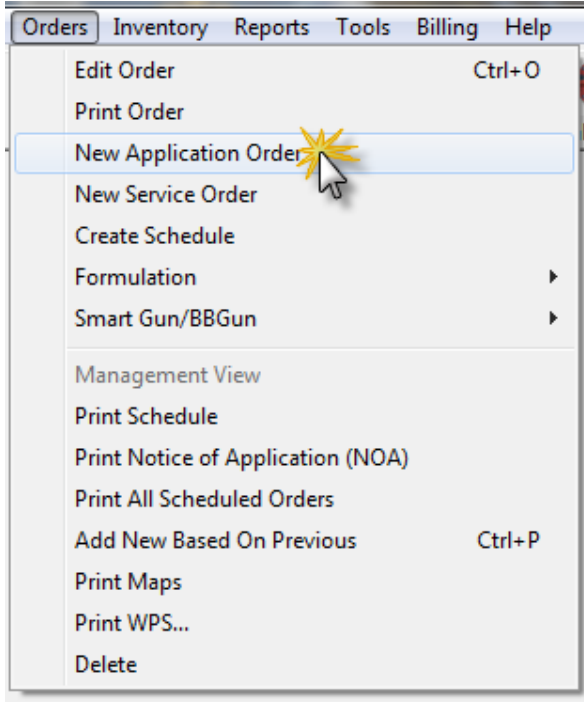 Orders Inventory Reports Tools Billing Help
Edit Order Ctrl+O
Print Order
New Application Order
New Service Order
Create Schedule
Formulation
Smart Gun/BBGun
Management View
Print Schedule
Print Notice of Application (NOA)
Print All Scheduled Orders
Add New Based On Previous Ctrl+P
Print Maps
Print WPS...
Delete